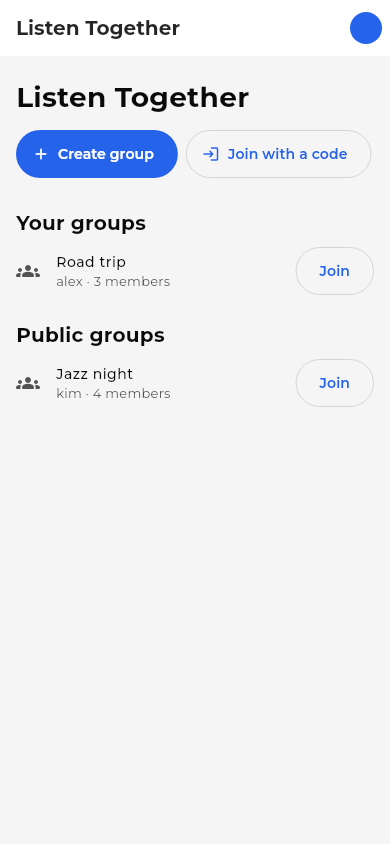 Listen Together
Listen Together
Create group
Join with a code
Your groups
Road trip
alex · 3 members
Join
Public groups
Jazz night
kim · 4 members
Join